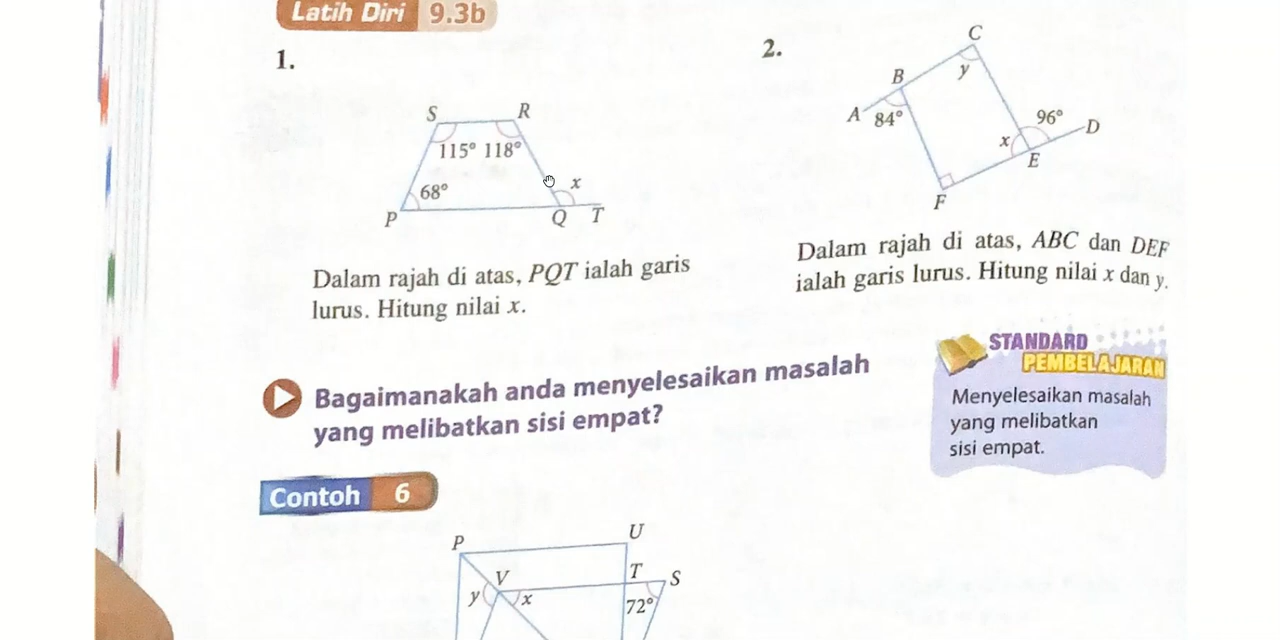 Latih Diri 9.3b
1.
S R
115° 118°
68°
x
P Q T
Dalam rajah di atas, PQT ialah garis
lurus. Hitung nilai x.
2.
C
B y
A 84°
96° D
x
E
F
Dalam rajah di atas, ABC dan DEF
ialah garis lurus. Hitung nilai x dan y.
Bagaimanakah anda menyelesaikan masalah
yang melibatkan sisi empat?
STANDARD
PEMBELAJARAN
Menyelesaikan masalah
yang melibatkan
sisi empat.
Contoh 6
P U
V T S
y x 72°